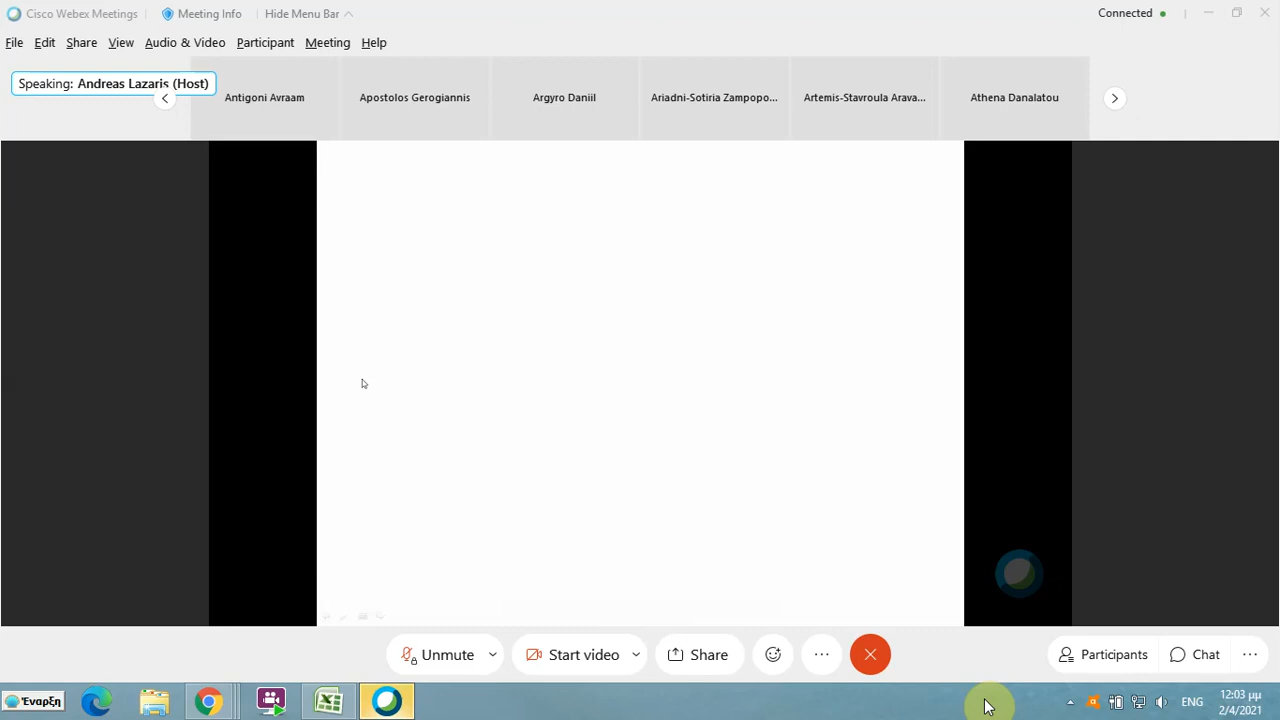 Cisco Webex Meetings
Meeting Info
Hide Menu Bar
Connected
File Edit Share View Audio & Video Participant Meeting Help
Speaking: Andreas Lazaris (Host)
Antigoni Avraam
Apostolos Gerogiannis
Argyro Daniil
Ariadni-Sotiria Zampopo...
Artemis-Stavroula Arava...
Athena Danalatou
Unmute
Start video
Share
Participants
Chat
Έναρξη
ΕΝG
12:03 μμ
2/4/2021